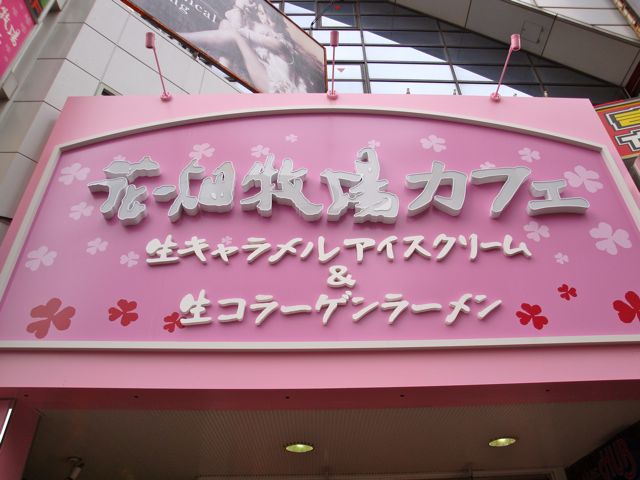 花畑牧場カフェ
生キャラメルアイスクリーム
&
生コラーゲンラーメン